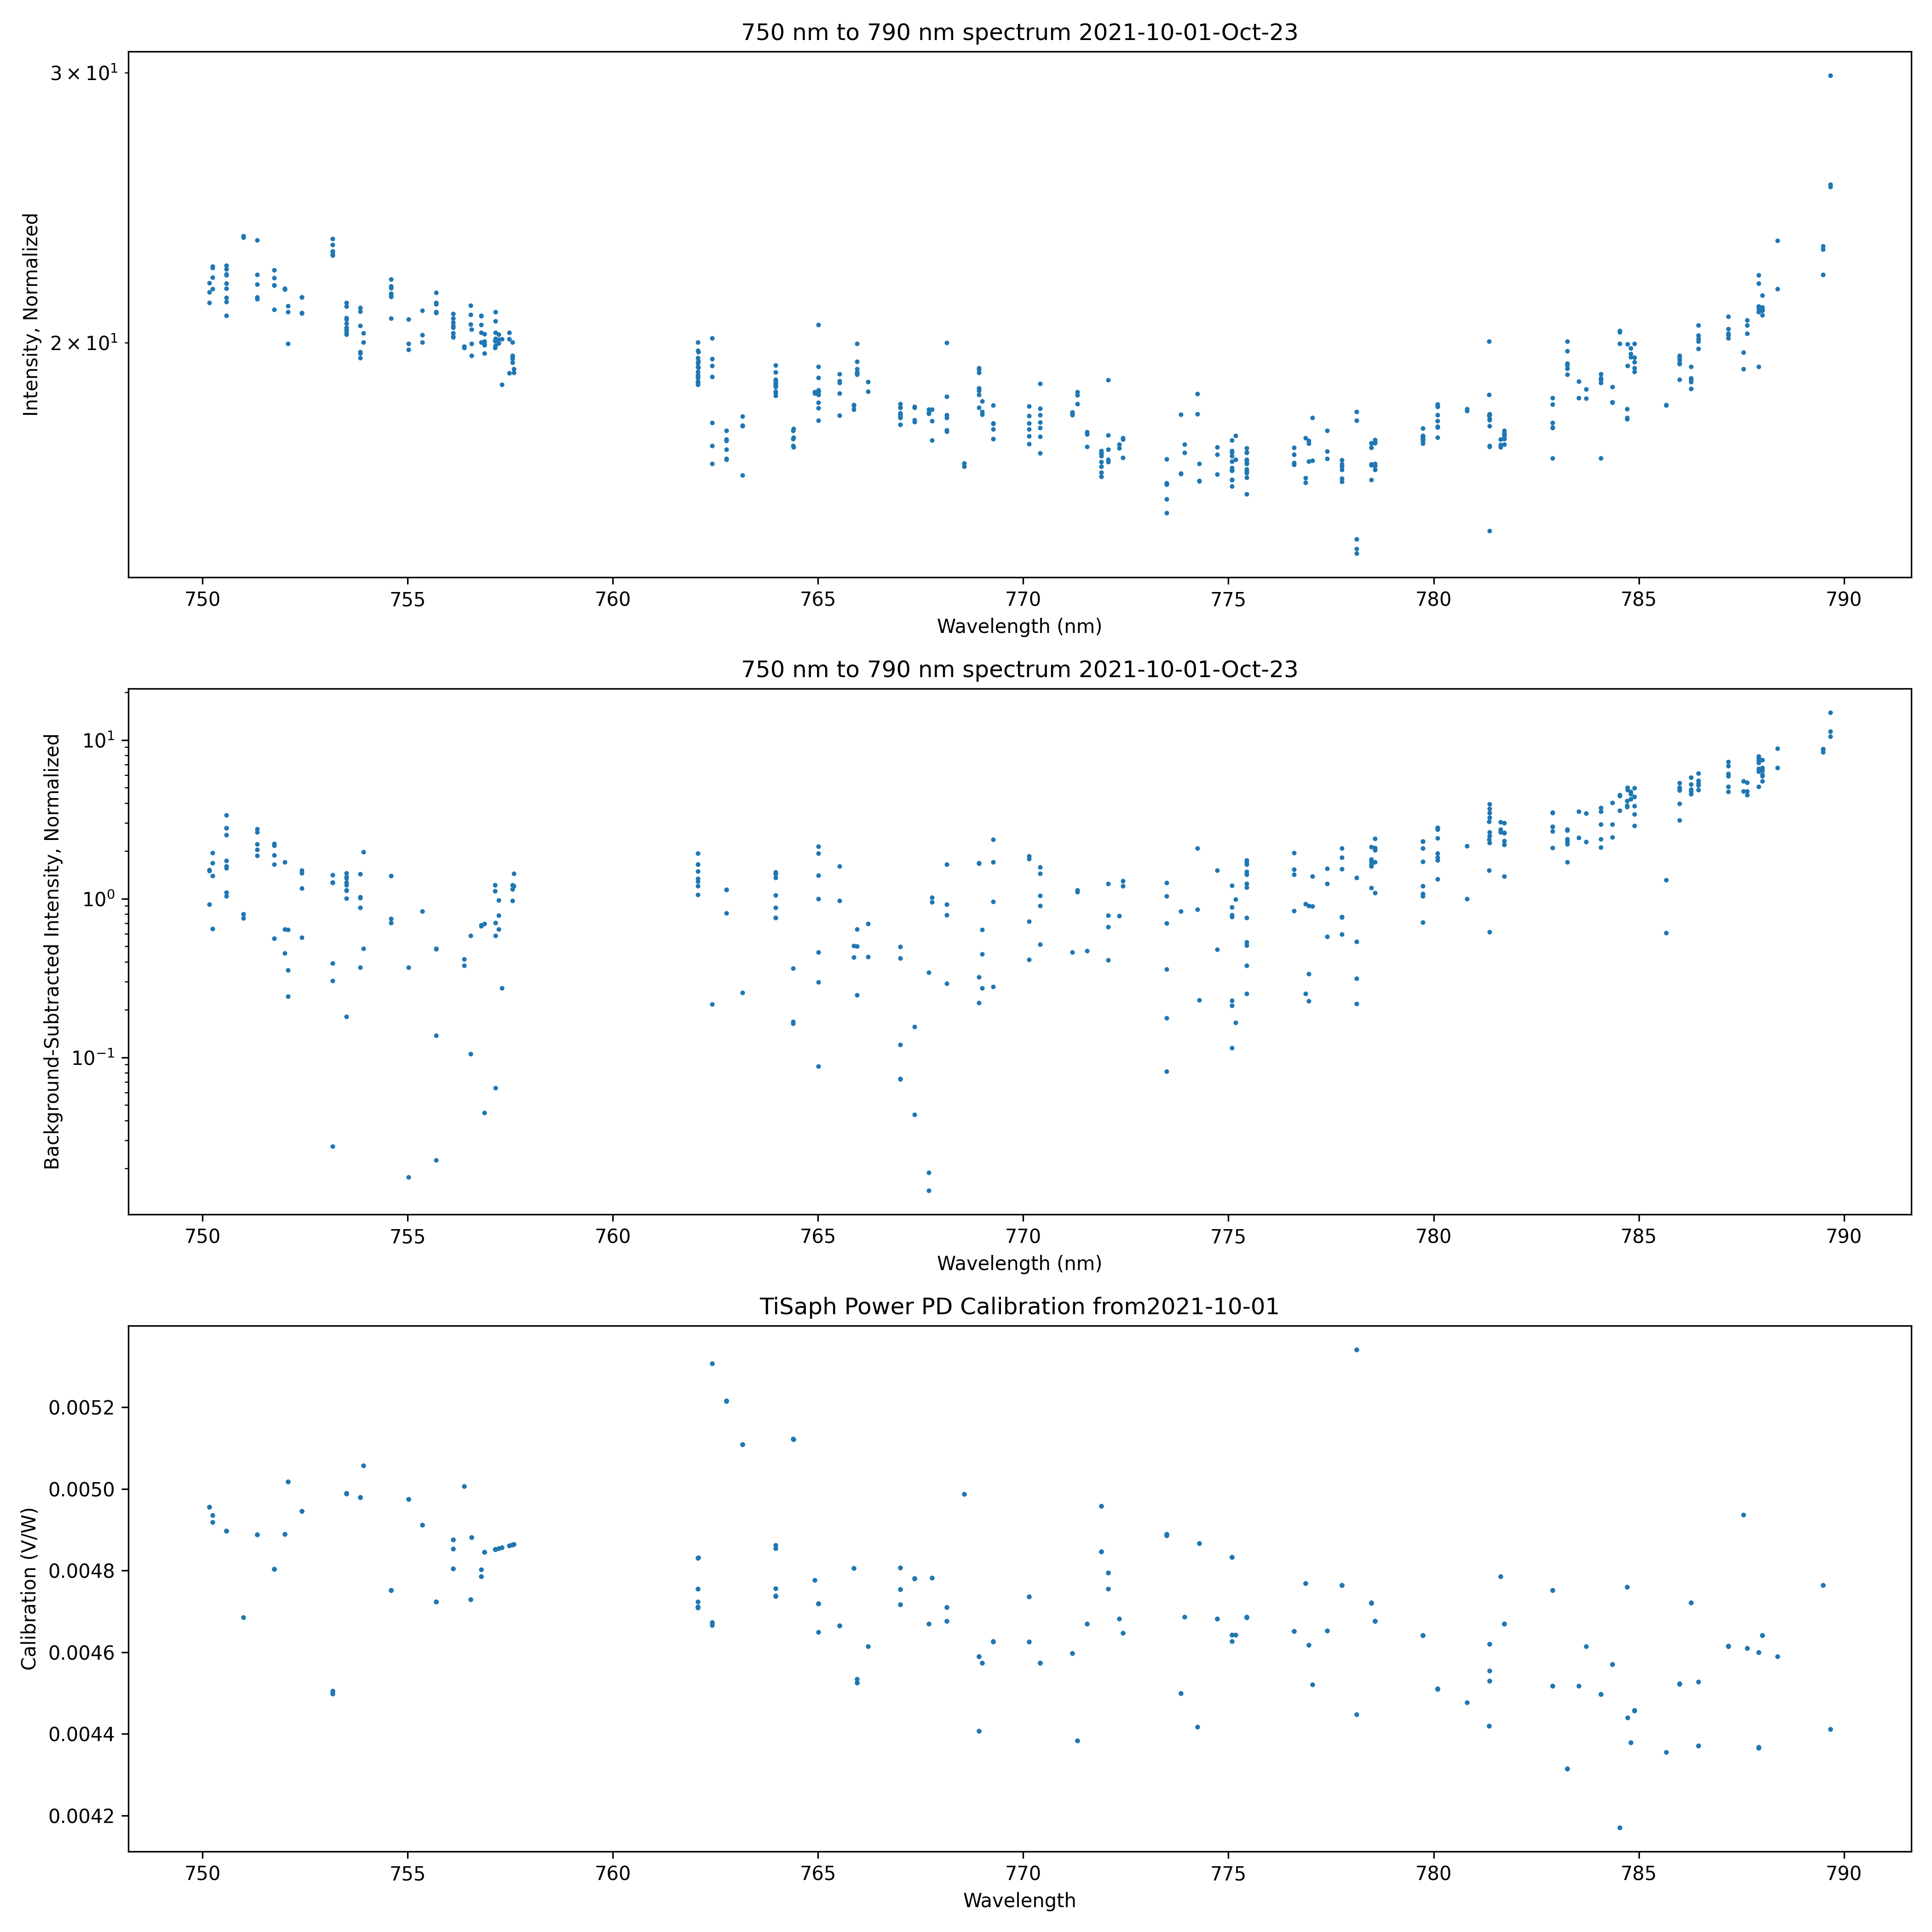 750 nm to 790 nm spectrum 2021-10-01-Oct-23
3 × 10¹
2 × 10¹
Intensity, Normalized
750 755 760 765 770 775 780 785 790
Wavelength (nm)
750 nm to 790 nm spectrum 2021-10-01-Oct-23
10¹
10⁰
10⁻¹
Background-Subtracted Intensity, Normalized
750 755 760 765 770 775 780 785 790
Wavelength (nm)
TiSaph Power PD Calibration from2021-10-01
0.0052
0.0050
0.0048
0.0046
0.0044
0.0042
Calibration (V/W)
750 755 760 765 770 775 780 785 790
Wavelength